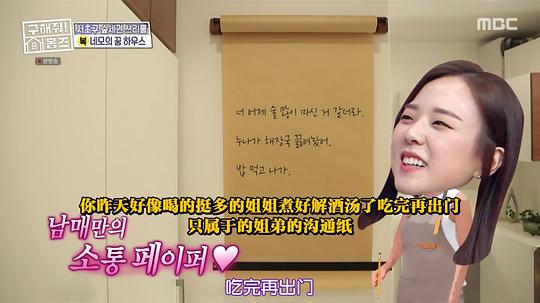 구해줘! 홈즈
본방송
서초구 숲세권 쓰리룸
복 네모의 꿈 하우스
MBC
너 어제 술 많이 마신 거 같더라.
누나가 해장국 끓여놨어.
밥 먹고 나가.
你昨天好像喝的挺多的姐姐煮好解酒汤了吃完再出门
只属于的姐弟的沟通纸
남매만의
소통 페이퍼♡
吃完再出门